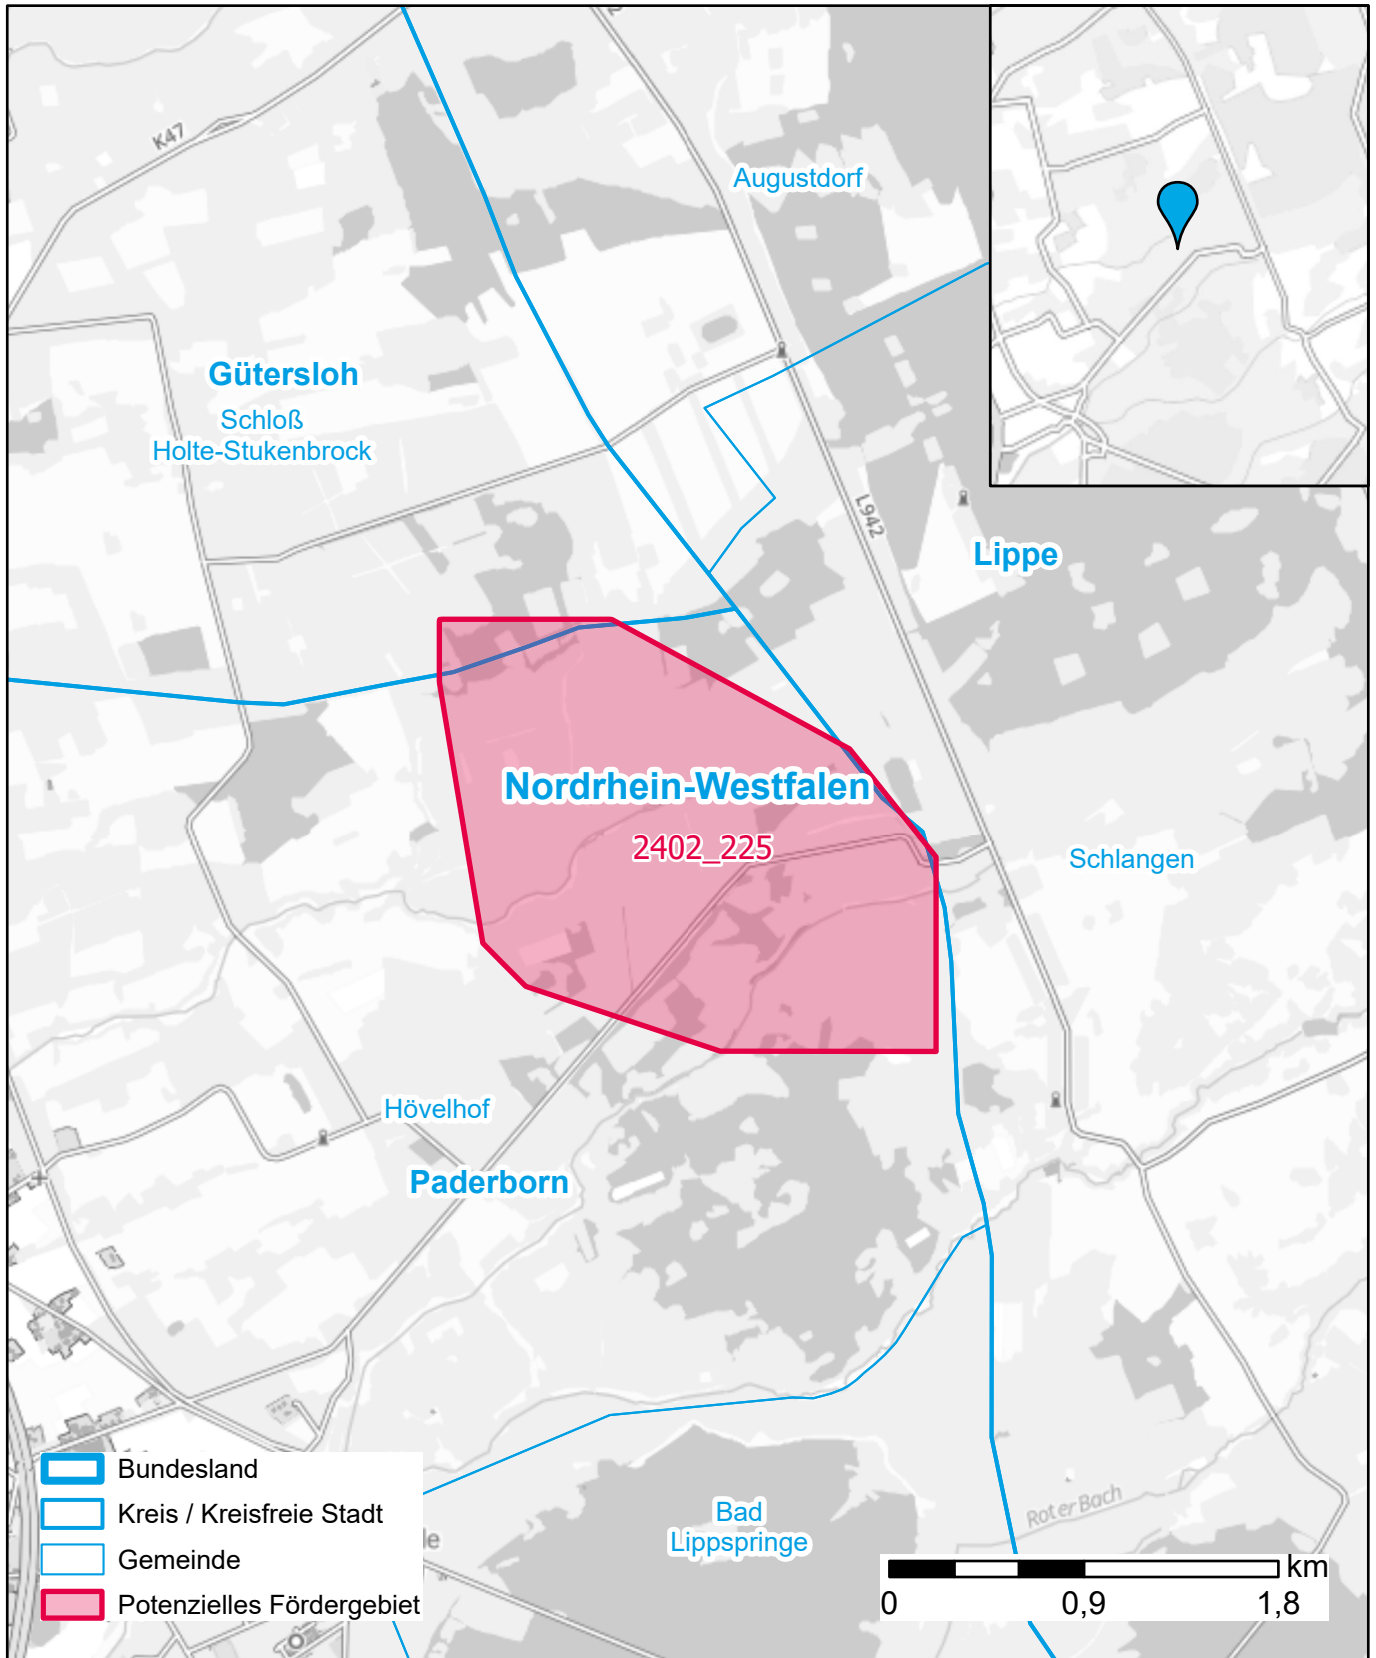 K47
Augustdorf
Gütersloh
Schloß
Holte-Stukenbrock
L942
Lippe
Nordrhein-Westfalen
2402_225
Schlangen
Hövelhof
Paderborn
Bad
Lippspringe
Roter Bach
Bundesland
Kreis / Kreisfreie Stadt
Gemeinde
Potenzielles Fördergebiet
km
0 0,9 1,8